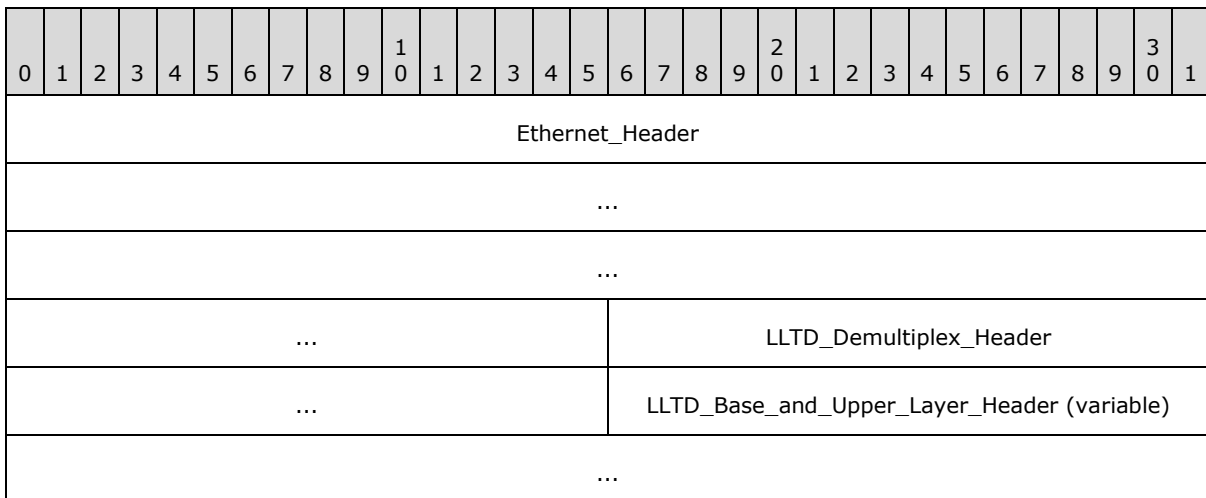 0 1 2 3 4 5 6 7 8 9 1 0 1 2 3 4 5 6 7 8 9 2 0 1 2 3 4 5 6 7 8 9 3 0 1
Ethernet_Header
...
...
... LLTD_Demultiplex_Header
... LLTD_Base_and_Upper_Layer_Header (variable)
...